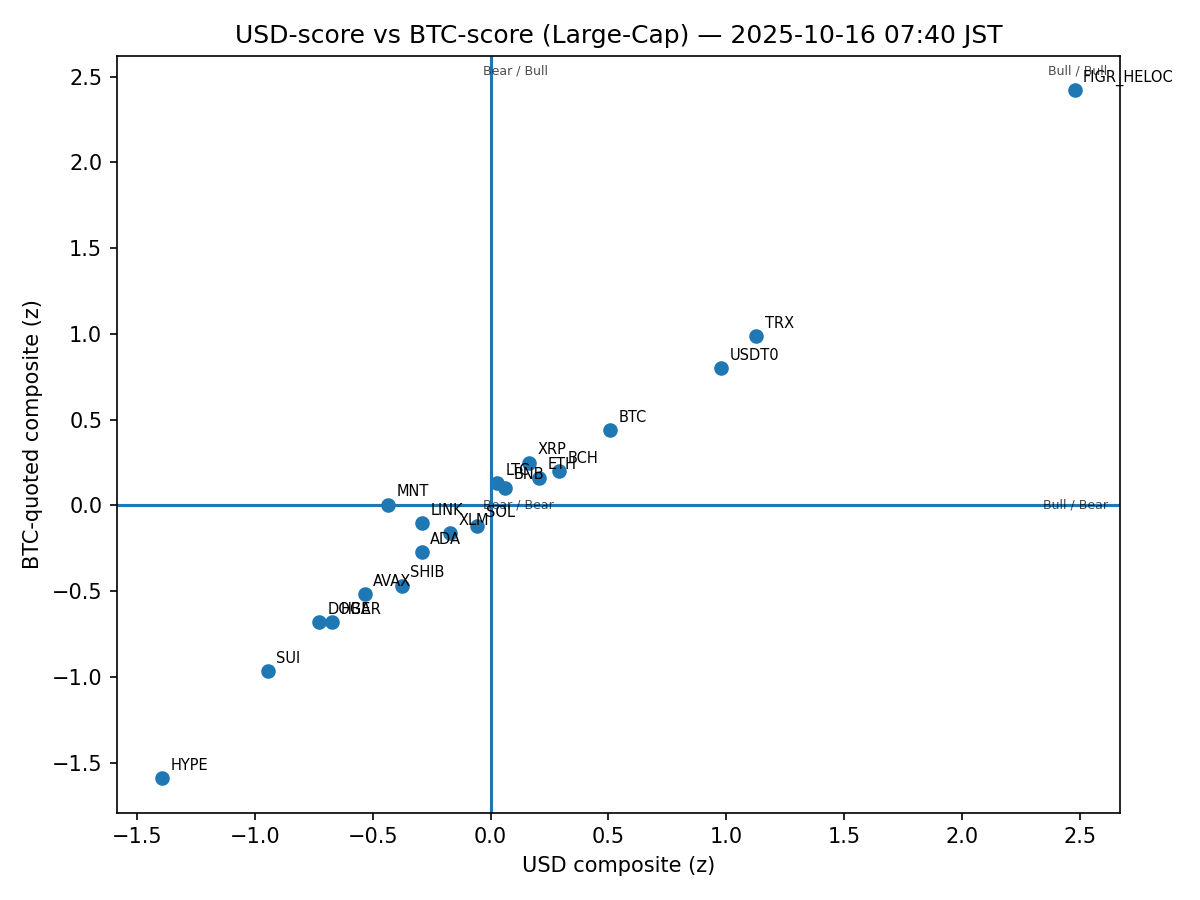 USD-score vs BTC-score (Large-Cap) — 2025-10-16 07:40 JST
Bear / Bull
Bull / Bull
FIGR_HELOC
TRX
USDT0
BTC
XRP
BCH
ETH
LTC
BNB
MNT
Bear / Bear
Bull / Bear
LINK
SOL
XLM
ADA
SHIB
AVAX
DOGE
HBAR
SUI
HYPE
2.5
2.0
1.5
1.0
0.5
0.0
−0.5
−1.0
−1.5
BTC-quoted composite (z)
−1.5
−1.0
−0.5
0.0
0.5
1.0
1.5
2.0
2.5
USD composite (z)